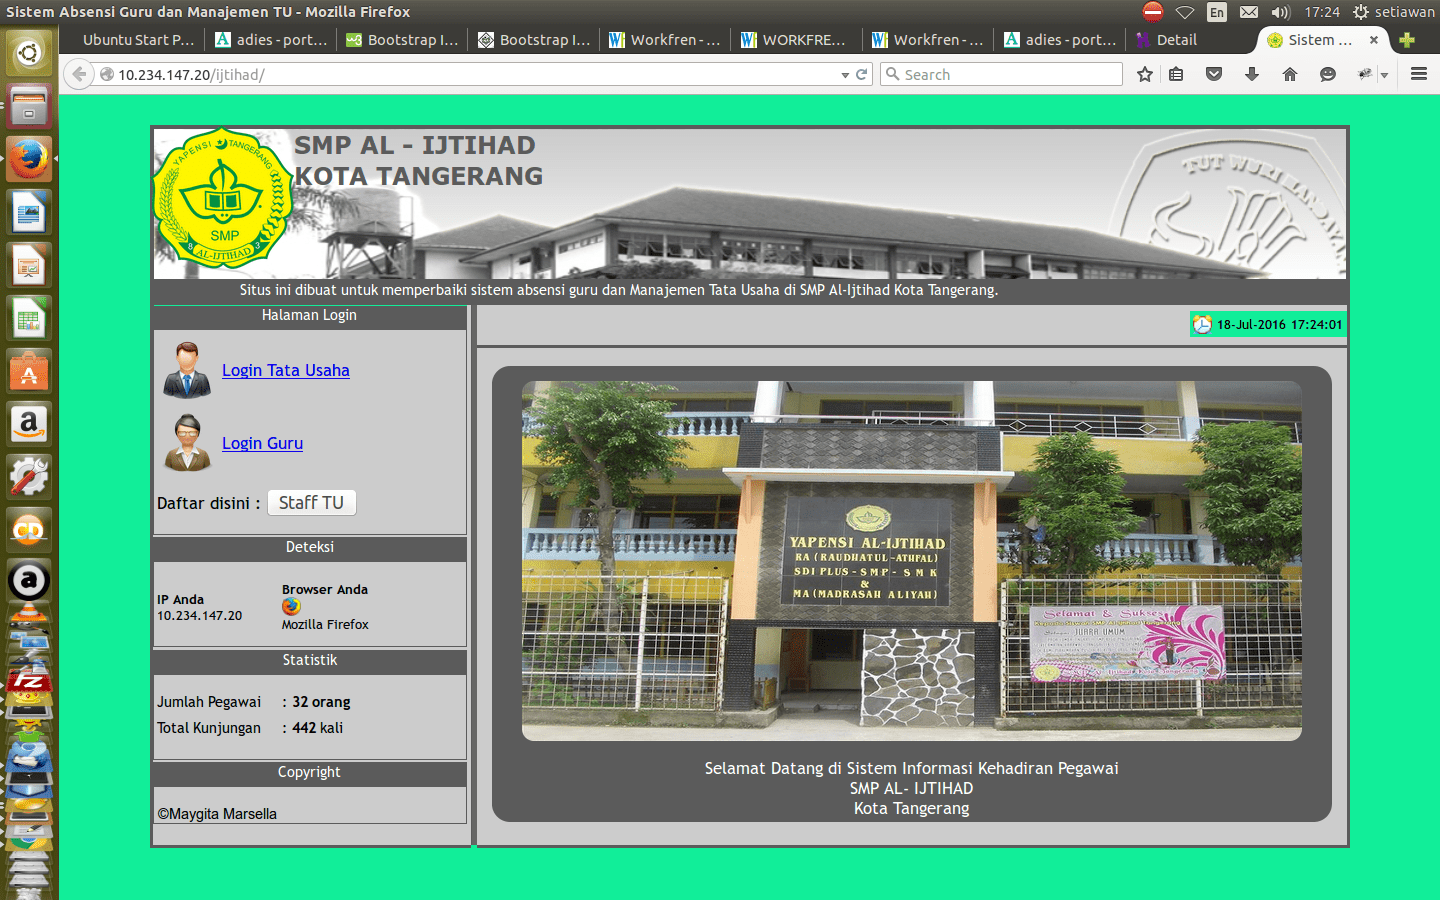 Sistem Absensi Guru dan Manajemen TU - Mozilla Firefox
En
17:24
setiawan
Ubuntu Start P...
adies - port...
Bootstrap I...
Bootstrap I...
Workfren - ...
WORKFRE...
Workfren - ...
adies - port...
Detail
Sistem ...
10.234.147.20/ijtihad/
Search
SMP AL - IJTIHAD
KOTA TANGERANG
YAPENSI TANGERANG
SMP
8 AL-IJTIHAD 3
TUT WURI HANDAYANI
Situs ini dibuat untuk memperbaiki sistem absensi guru dan Manajemen Tata Usaha di SMP Al-Ijtihad Kota Tangerang.
Halaman Login
18-Jul-2016 17:24:01
Login Tata Usaha
Login Guru
Daftar disini :
Staff TU
Deteksi
IP Anda
10.234.147.20
Browser Anda
Mozilla Firefox
Statistik
Jumlah Pegawai : 32 orang
Total Kunjungan : 442 kali
Copyright
©Maygita Marsella
YAPENSI AL-IJTIHAD
RA (RAUDHATUL-ATHFAL)
SDI PLUS - SMP - S M K
&
MA (MADRASAH ALIYAH)
Selamat & Sukses
JUARA UMUM
Selamat Datang di Sistem Informasi Kehadiran Pegawai
SMP AL- IJTIHAD
Kota Tangerang